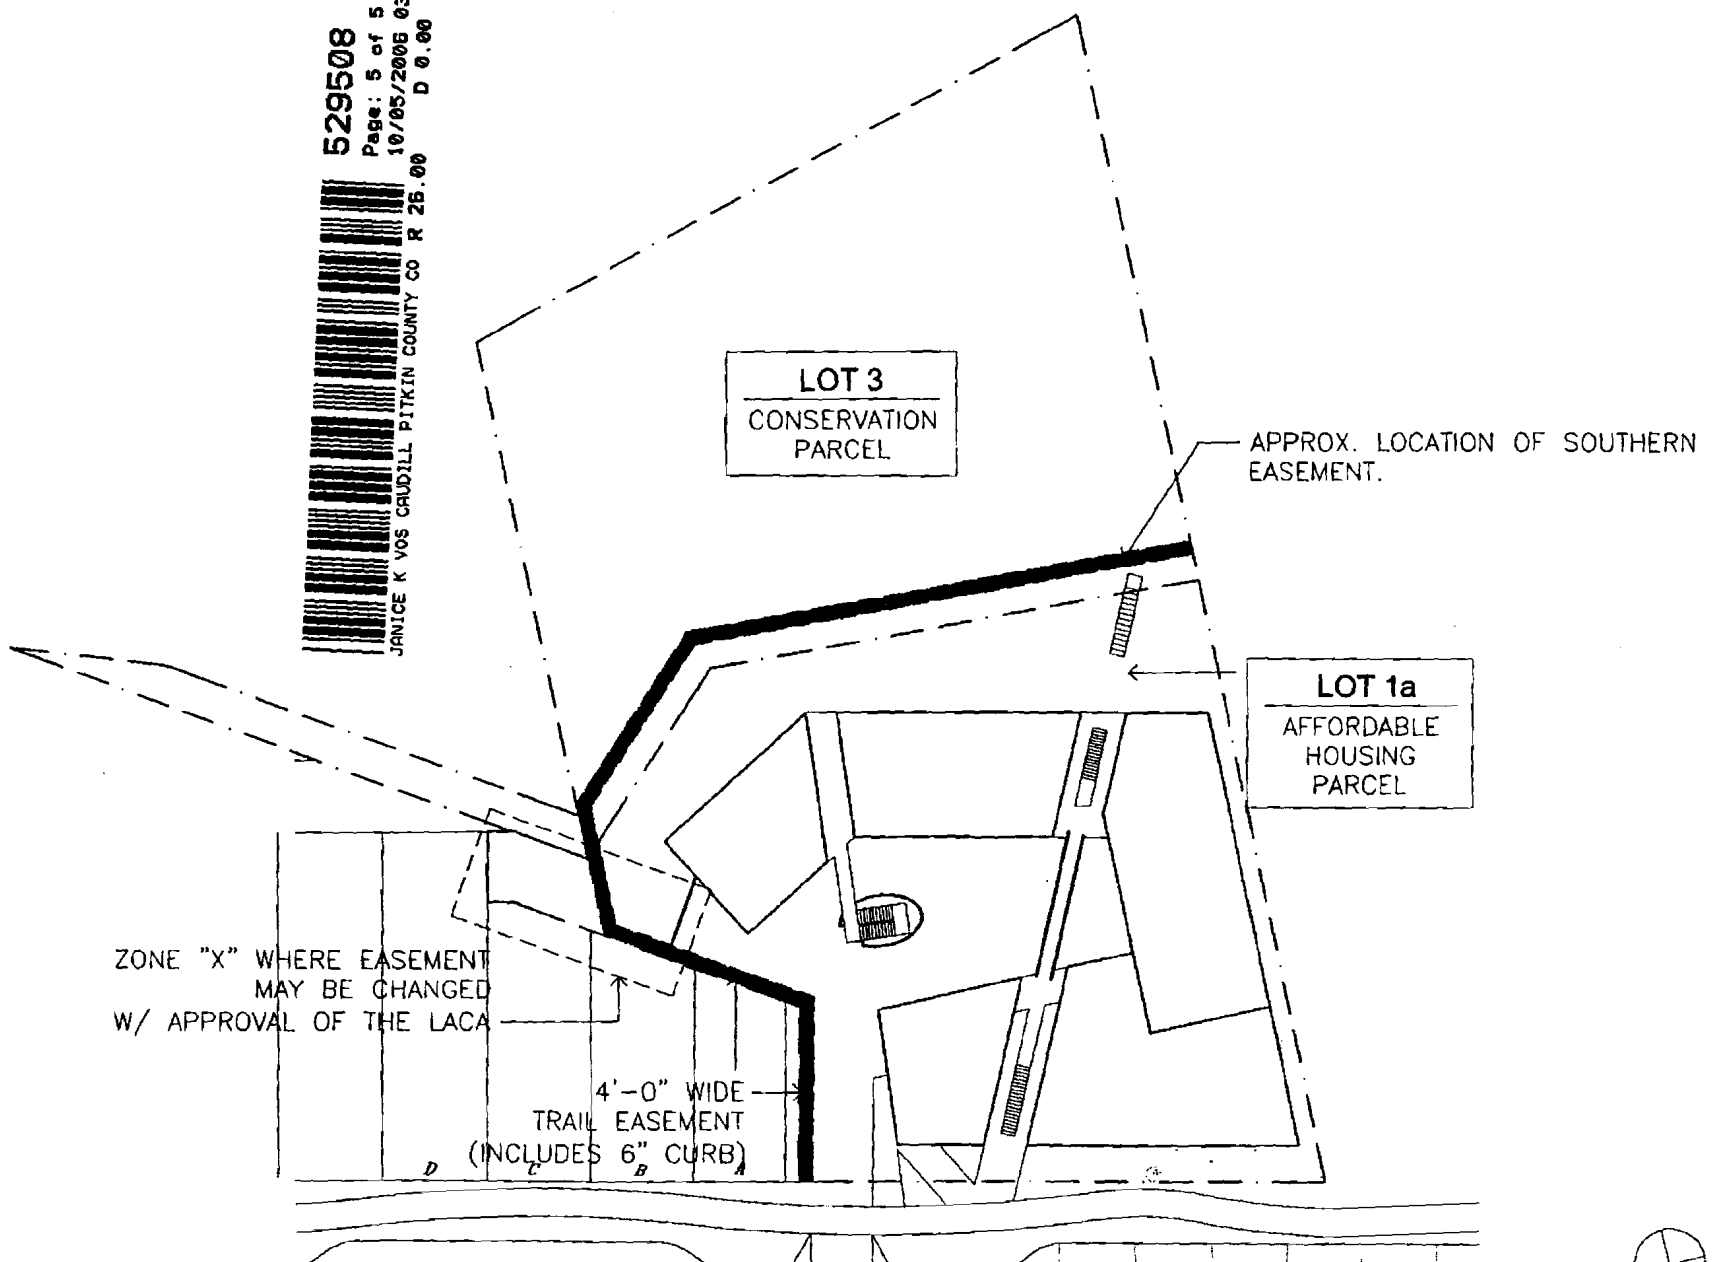 529508
Page: 5 of 5
10/05/2006 03
JANICE K VOS CAUDILL PITKIN COUNTY CO R 26.00 D 0.00
LOT 3
CONSERVATION
PARCEL
APPROX. LOCATION OF SOUTHERN
EASEMENT.
LOT 1a
AFFORDABLE
HOUSING
PARCEL
ZONE "X" WHERE EASEMENT
MAY BE CHANGED
W/ APPROVAL OF THE LACA
4'-0" WIDE
TRAIL EASEMENT
(INCLUDES 6" CURB)
D C B A